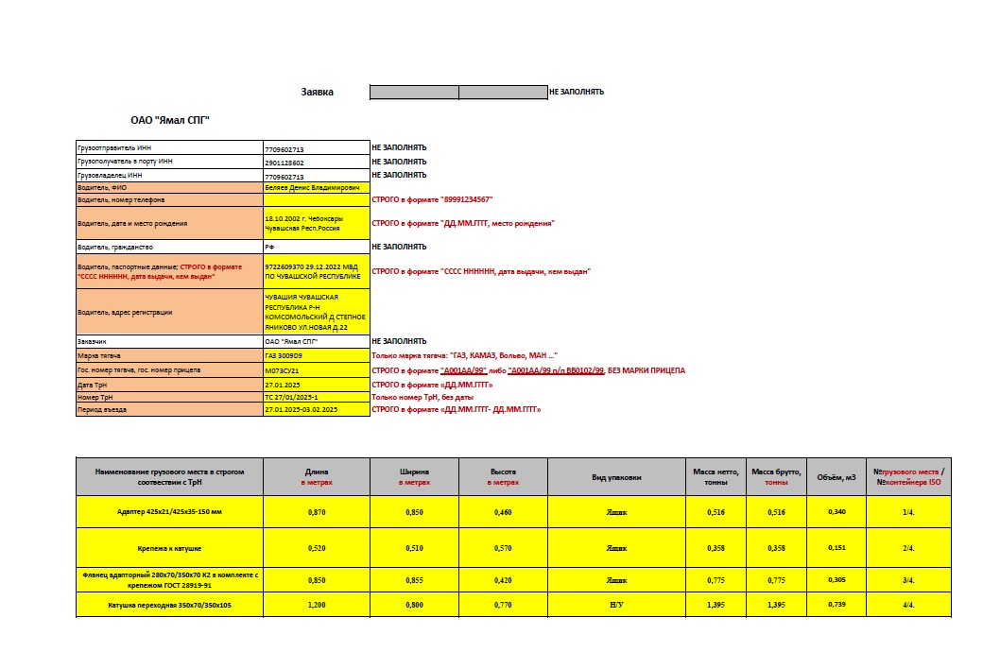 Заявка НЕ ЗАПОЛНЯТЬ
ОАО "Ямал СПГ"
Грузоотправитель ИНН 7709602713 НЕ ЗАПОЛНЯТЬ
Грузополучатель в порту ИНН 2901128602 НЕ ЗАПОЛНЯТЬ
Грузовладелец ИНН 7709602713 НЕ ЗАПОЛНЯТЬ
Водитель, ФИО Беляев Денис Владимирович
Водитель, номер телефона СТРОГО в формате "89991234567"
Водитель, дата и место рождения 18.10.2002 г. Чебоксары
Чувашская Респ.Россия СТРОГО в формате "ДД.ММ.ГГГГ, место рождения"
Водитель, гражданство РФ НЕ ЗАПОЛНЯТЬ
Водитель, паспортные данные; СТРОГО в формате
"СССС НННННН, дата выдачи, кем выдан" 9722609370 29.12.2022 МВД
ПО ЧУВАШСКОЙ РЕСПУБЛИКЕ СТРОГО в формате "СССС НННННН, дата выдачи, кем выдан"
Водитель, адрес регистрации ЧУВАШИЯ ЧУВАШСКАЯ
РЕСПУБЛИКА Р-Н
КОМСОМОЛЬСКИЙ Д СТЕПНОЕ
ЯНИКОВО УЛ.НОВАЯ Д.22
Заказчик ОАО "Ямал СПГ" НЕ ЗАПОЛНЯТЬ
Марка тягача ГАЗ 3009D9 Только марка тягача: "ГАЗ, КАМАЗ, Вольво, МАН ..."
Гос. номер тягача, гос. номер прицепа М073СУ21 СТРОГО в формате "А001АА/99" либо "А001АА/99 п/п ВВ0102/99, БЕЗ МАРКИ ПРИЦЕПА
Дата ТрН 27.01.2025 СТРОГО в формате «ДД.ММ.ГГГГ»
Номер ТрН ТС 27/01/2025-1 Только номер ТрН, без даты
Период въезда 27.01.2025-03.02.2025 СТРОГО в формате «ДД.ММ.ГГГГ- ДД.ММ.ГГГГ»
Наименование грузового места в строгом
соотвествии с ТрН Длина
в метрах Ширина
в метрах Высота
в метрах Вид упаковки Масса нетто,
тонны Масса брутто,
тонны Объём, м3 №грузового места /
№контейнера ISO
Адаптер 425х21/425х35-150 мм 0,870 0,850 0,460 Ящик 0,516 0,516 0,340 1/4.
Крепежа к катушке 0,520 0,510 0,570 Ящик 0,358 0,358 0,151 2/4.
Фланец адапторный 280х70/350х70 К2 в комплекте с
крепежом ГОСТ 28919-91 0,850 0,855 0,420 Ящик 0,775 0,775 0,305 3/4.
Катушка переходная 350х70/350х105 1,200 0,800 0,770 Н/У 1,395 1,395 0,739 4/4.